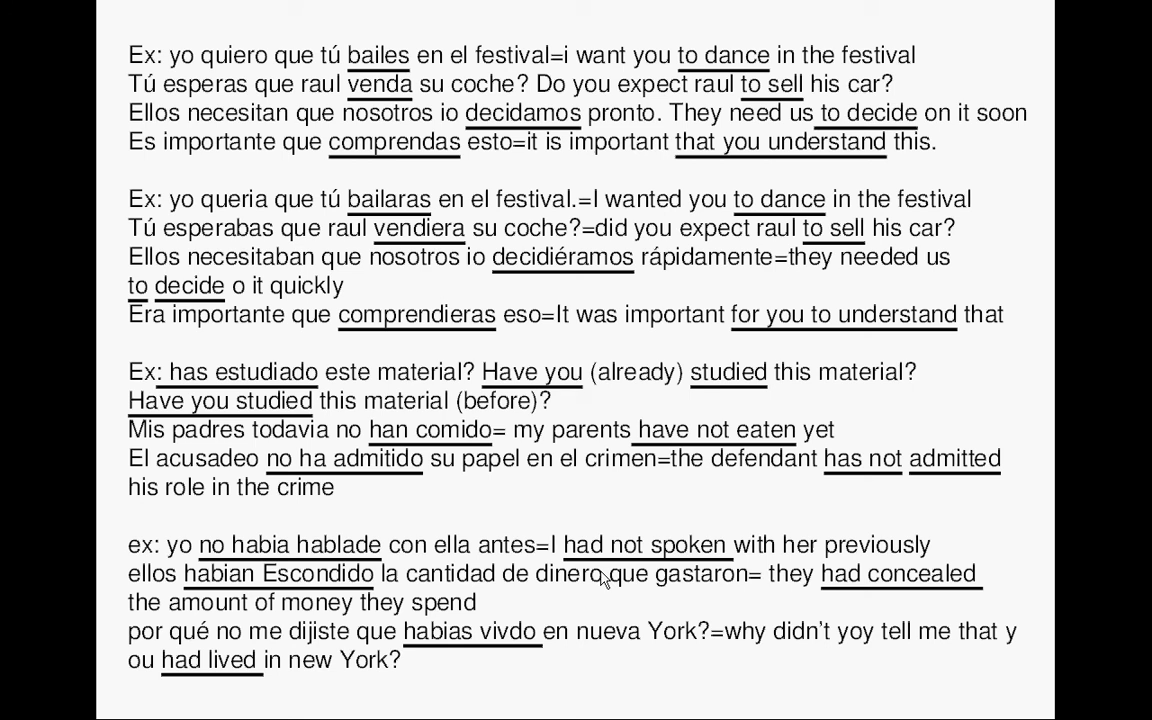 Ex: yo quiero que tú bailes en el festival=i want you to dance in the festival
Tú esperas que raul venda su coche? Do you expect raul to sell his car?
Ellos necesitan que nosotros io decidamos pronto. They need us to decide on it soon
Es importante que comprendas esto=it is important that you understand this.
Ex: yo queria que tú bailaras en el festival.=I wanted you to dance in the festival
Tú esperabas que raul vendiera su coche?=did you expect raul to sell his car?
Ellos necesitaban que nosotros io decidiéramos rápidamente=they needed us
to decide o it quickly
Era importante que comprendieras eso=It was important for you to understand that
Ex: has estudiado este material? Have you (already) studied this material?
Have you studied this material (before)?
Mis padres todavia no han comido= my parents have not eaten yet
El acusadeo no ha admitido su papel en el crimen=the defendant has not admitted
his role in the crime
ex: yo no habia hablade con ella antes=I had not spoken with her previously
ellos habian Escondido la cantidad de dinero que gastaron= they had concealed
the amount of money they spend
por qué no me dijiste que habias vivdo en nueva York?=why didn't yoy tell me that y
ou had lived in new York?